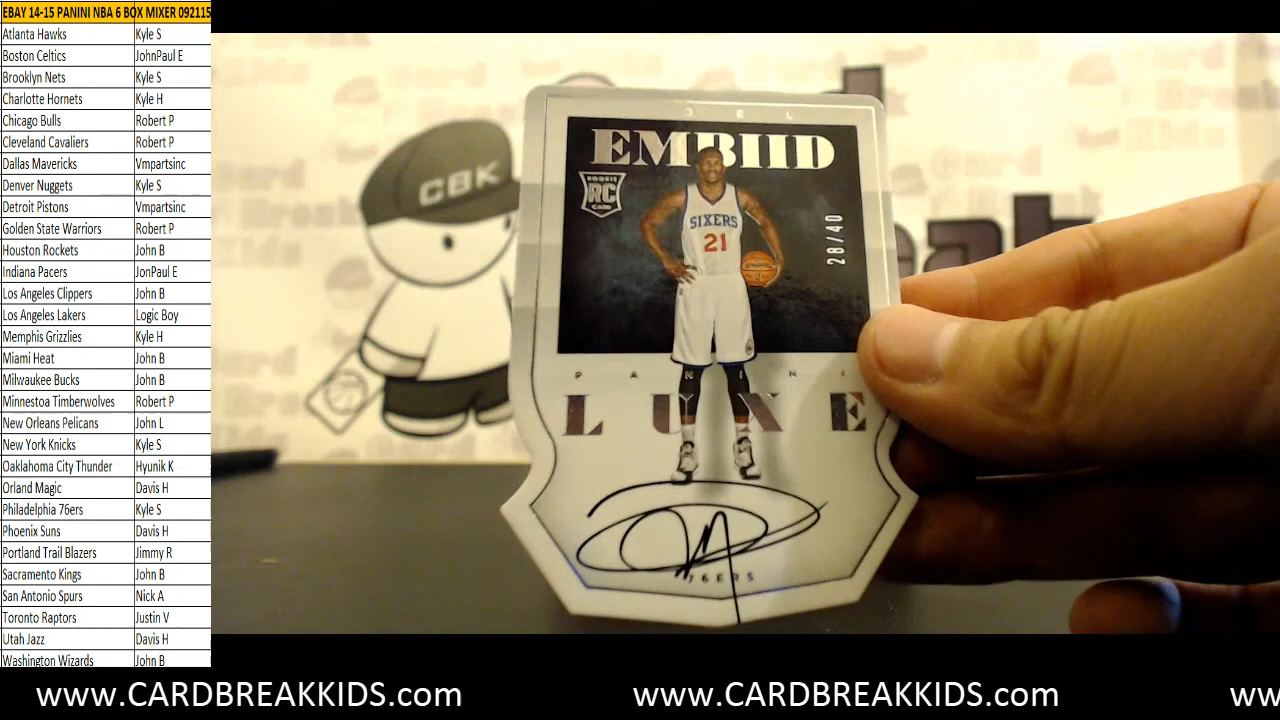 EBAY 14-15 PANINI NBA 6 BOX MIXER 092115
Atlanta Hawks Kyle S
Boston Celtics JohnPaul E
Brooklyn Nets Kyle S
Charlotte Hornets Kyle H
Chicago Bulls Robert P
Cleveland Cavaliers Robert P
Dallas Mavericks Vmpartsinc
Denver Nuggets Kyle S
Detroit Pistons Vmpartsinc
Golden State Warriors Robert P
Houston Rockets John B
Indiana Pacers JonPaul E
Los Angeles Clippers John B
Los Angeles Lakers Logic Boy
Memphis Grizzlies Kyle H
Miami Heat John B
Milwaukee Bucks John B
Minnestoa Timberwolves Robert P
New Orleans Pelicans John L
New York Knicks Kyle S
Oaklahoma City Thunder Hyunik K
Orland Magic Davis H
Philadelphia 76ers Kyle S
Phoenix Suns Davis H
Portland Trail Blazers Jimmy R
Sacramento Kings John B
San Antonio Spurs Nick A
Toronto Raptors Justin V
Utah Jazz Davis H
Washington Wizards John B
CBK
EMBIID
ROOKIE
RC
CARD
SIXERS
21
SPALDING
28/40
PANINI
LUXE
76ERS
www.CARDBREAKKIDS.com www.CARDBREAKKIDS.com ww